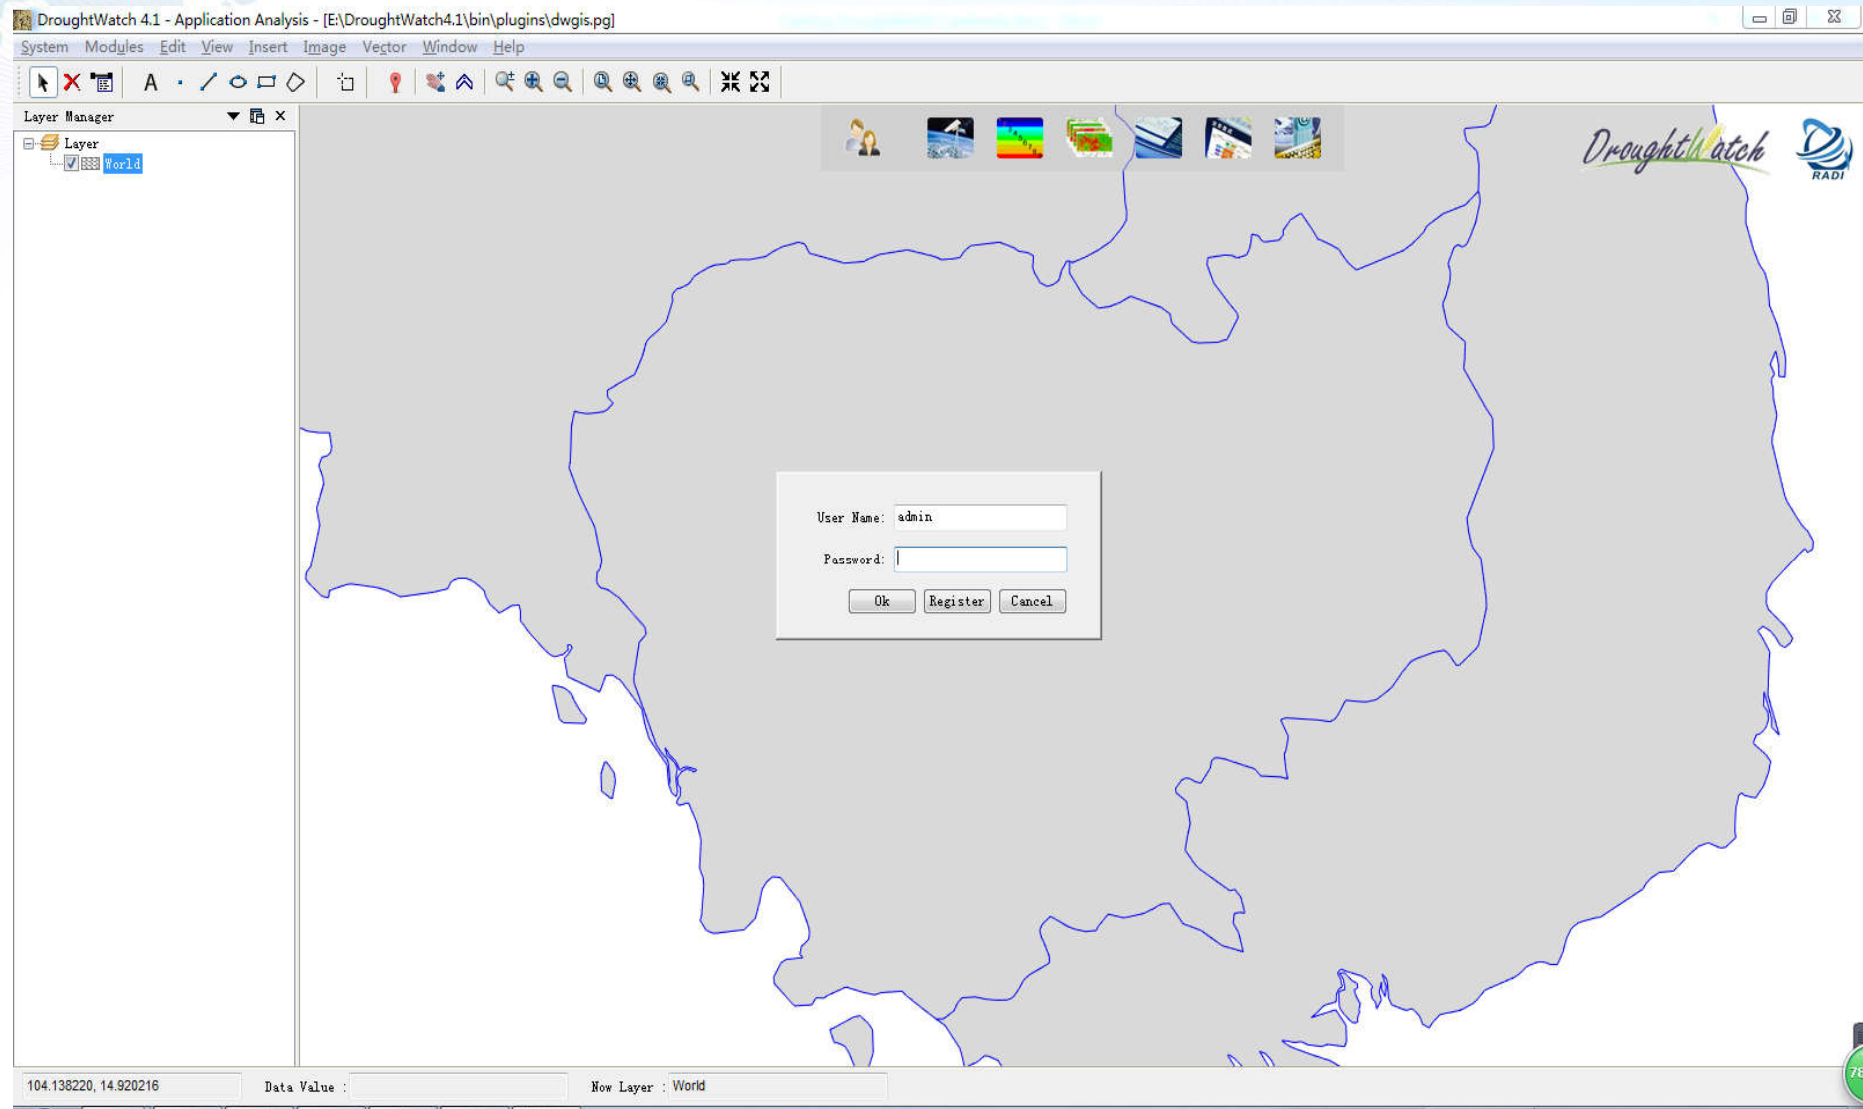 DroughtWatch 4.1 - Application Analysis - [E:\DroughtWatch4.1\bin\plugins\dwgis.pg]
System Modules Edit View Insert Image Vector Window Help
A
Layer Manager
Layer
World
DroughtWatch
RADI
User Name: admin
Password:
Ok Register Cancel
78
104.138220, 14.920216 Data Value : Now Layer : World